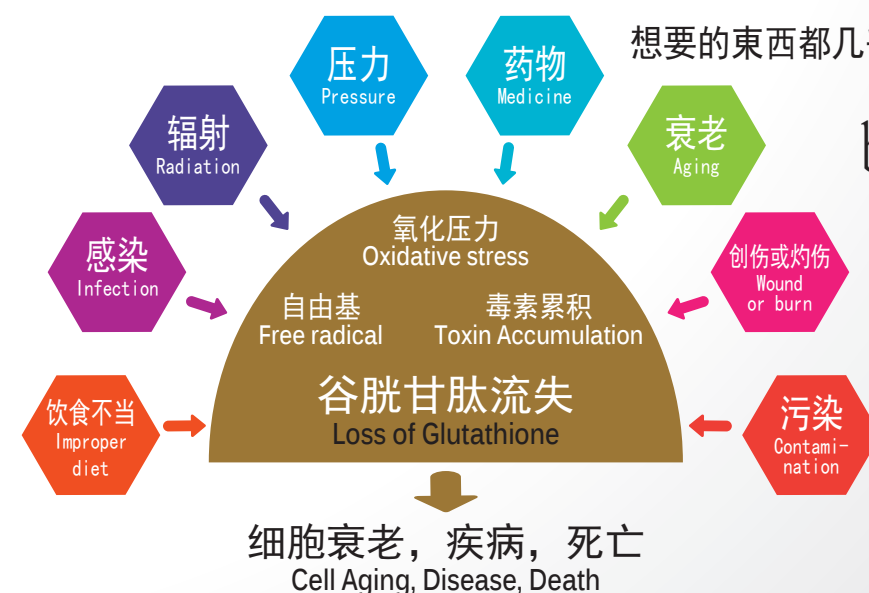 想要的東西都几
压力
Pressure
药物
Medicine
辐射
Radiation
衰老
Aging
感染
Infection
创伤或灼伤
Wound
or burn
饮食不当
Improper
diet
污染
Contami-
nation
氧化压力
Oxidative stress
自由基
Free radical
毒素累积
Toxin Accumulation
谷胱甘肽流失
Loss of Glutathione
细胞衰老，疾病，死亡
Cell Aging, Disease, Death